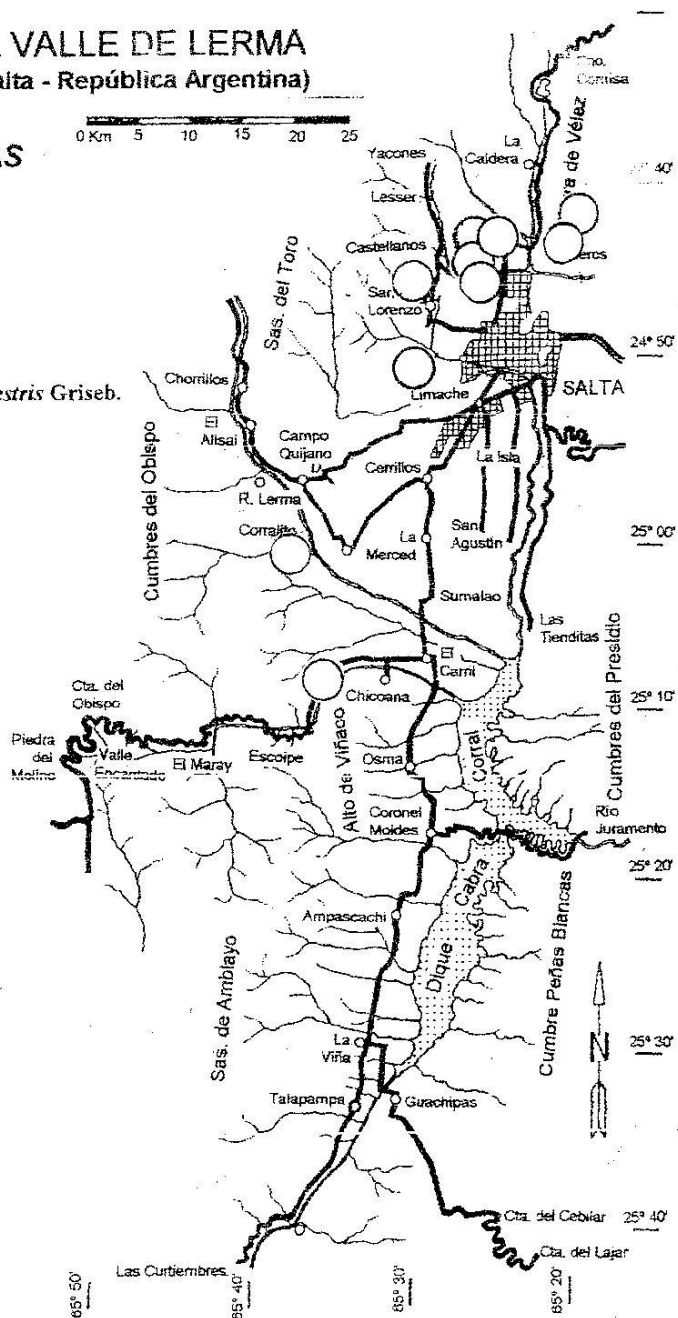 VALLE DE LERMA
alta - República Argentina)
0 Km 5 10 15 20 25
AS
Yacones
La
Caldera
Lesser
Castellanos
de Vélez
40'
Sas. del Toro
San
Lorenzo
24° 50'
estris Griseb.
Chorrillos
Limache
SALTA
El
Alisal
Campo
Quijano
La Isla
Cerrillos
R. Lerma
Cumbres del Obispo
Corralito
La
Merced
San
Agustín
25° 00'
Sumalao
Las
Tienditas
El
Carril
Cumbres del Presidio
Cta. del
Obispo
Chicoana
25° 10'
Piedra
del
Molino
Valle
Encantado
El Maray
Escoipe
Alto de Viñaco
Osma
Corral
Coronel
Moldes
Río
Juramento
25° 20'
Cabra
Ampascachi
Dique
Cumbre Peñas Blancas
Sas. de Amblayo
N
La
Viña
25° 30'
Talapampa
Guachipas
Cta. del Cebilar
25° 40'
Cta. del Lajar
Las Curtiembres
65° 50'
65° 40'
65° 30'
65° 20'